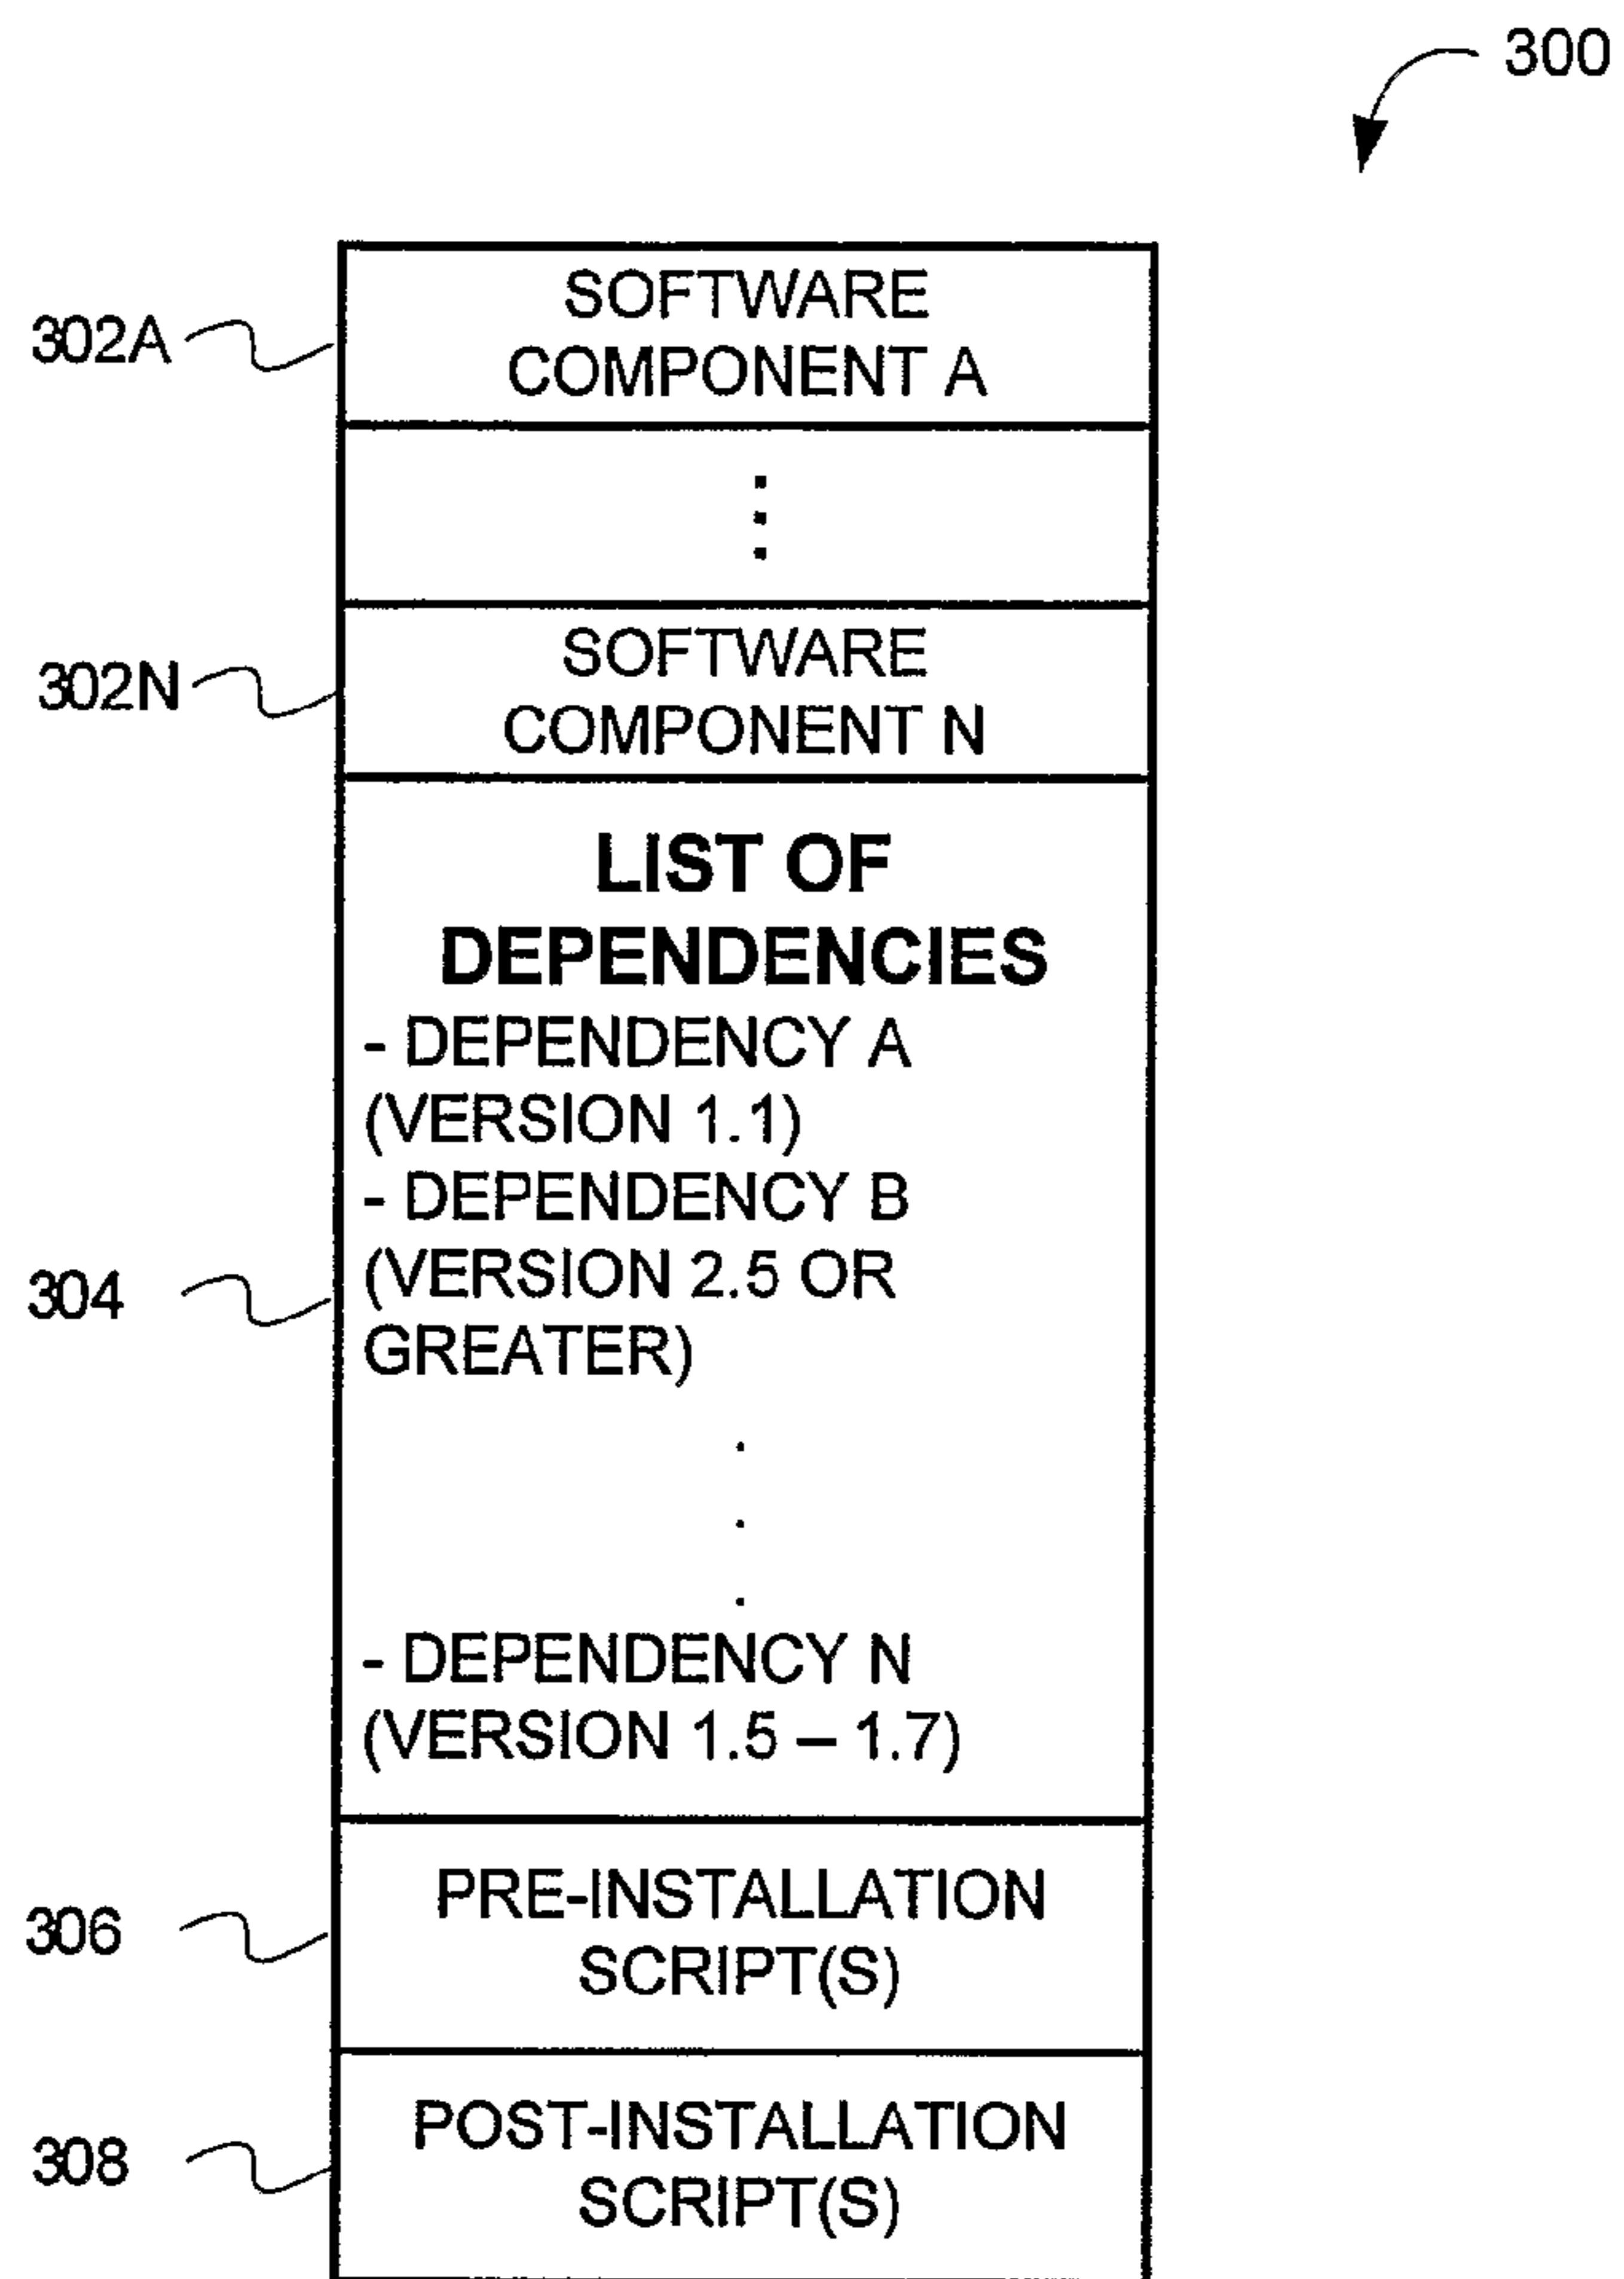 300
302A
SOFTWARE
COMPONENT A
302N
SOFTWARE
COMPONENT N
LIST OF
DEPENDENCIES
- DEPENDENCY A
(VERSION 1.1)
- DEPENDENCY B
304
(VERSION 2.5 OR
GREATER)
- DEPENDENCY N
(VERSION 1.5 – 1.7)
306
PRE-INSTALLATION
SCRIPT(S)
308
POST-INSTALLATION
SCRIPT(S)